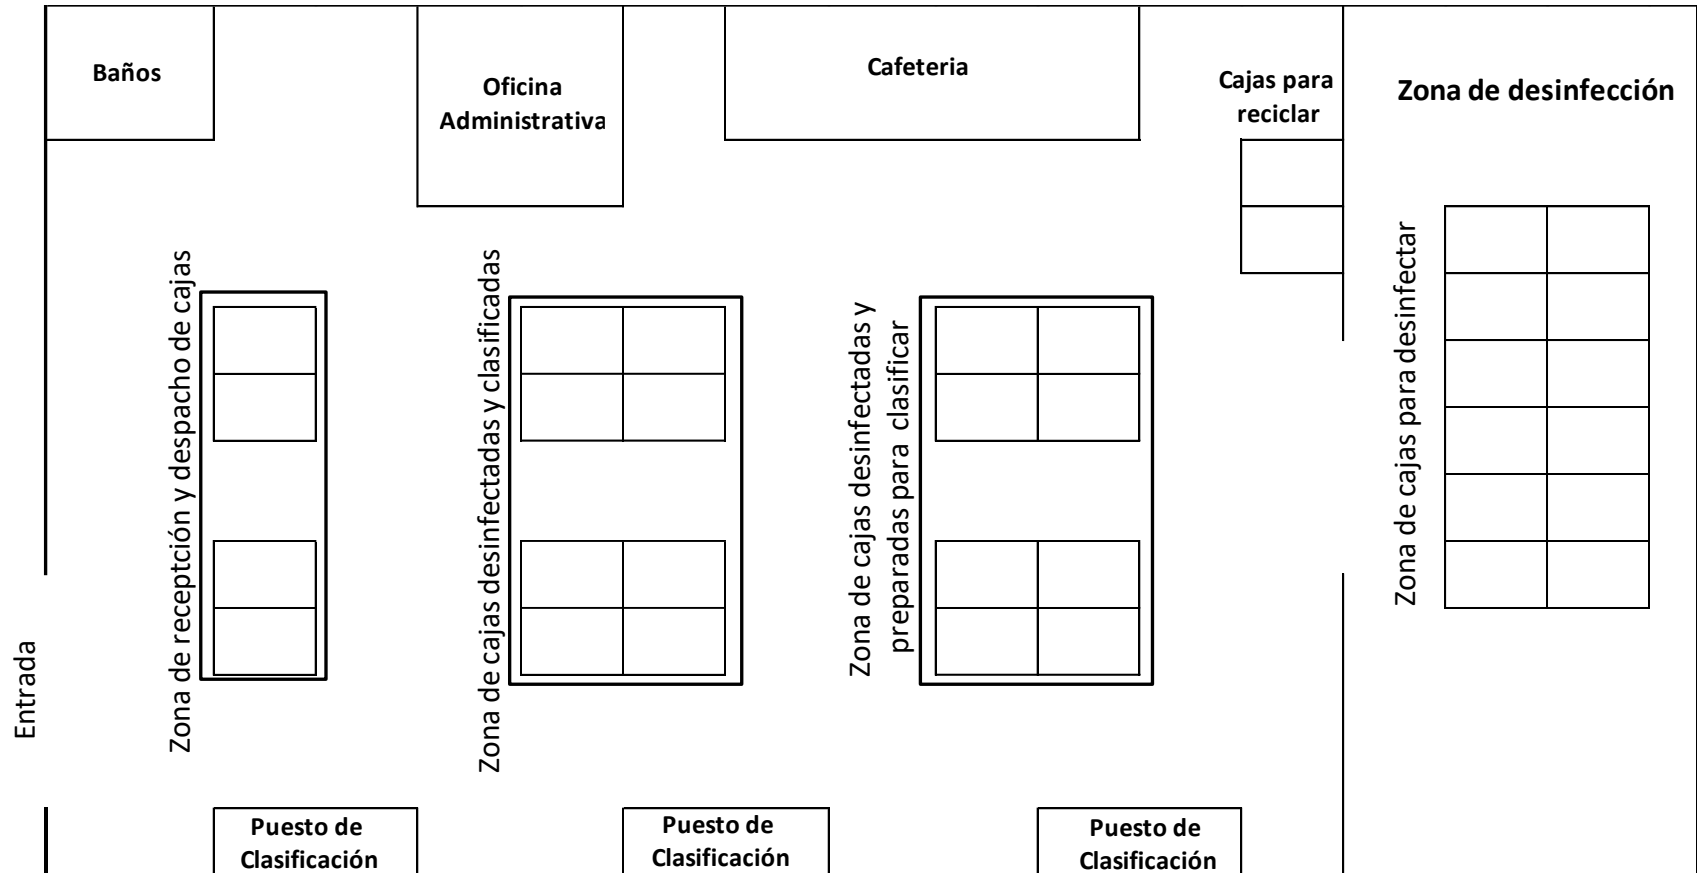 Baños
Oficina
Administrativa
Cafeteria
Cajas para
reciclar
Zona de desinfección
Zona de receptción y despacho de cajas
Zona de cajas desinfectadas y clasificadas
Zona de cajas desinfectadas y
preparadas para clasificar
Zona de cajas para desinfectar
Entrada
Puesto de
Clasificación
Puesto de
Clasificación
Puesto de
Clasificación